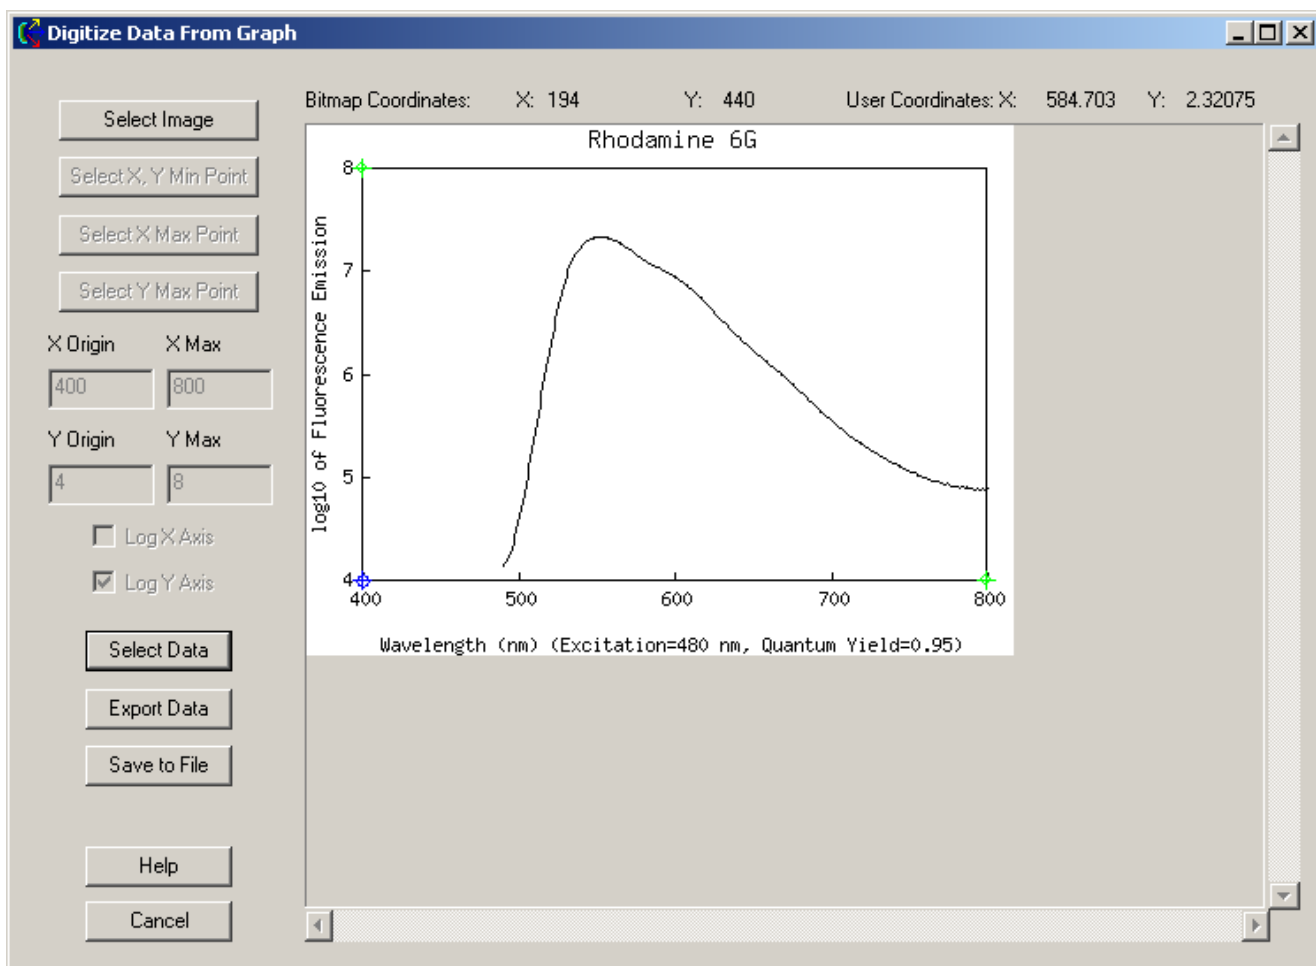 Digitize Data From Graph
Bitmap Coordinates: X: 194 Y: 440 User Coordinates: X: 584.703 Y: 2.32075
Select Image
Select X, Y Min Point
Select X Max Point
Select Y Max Point
X Origin X Max
400 800
Y Origin Y Max
4 8
Log X Axis
Log Y Axis
Select Data
Export Data
Save to File
Help
Cancel
Rhodamine 6G
log10 of Fluorescence Emission
8
7
6
5
4
400 500 600 700 800
Wavelength (nm) (Excitation=480 nm, Quantum Yield=0.95)